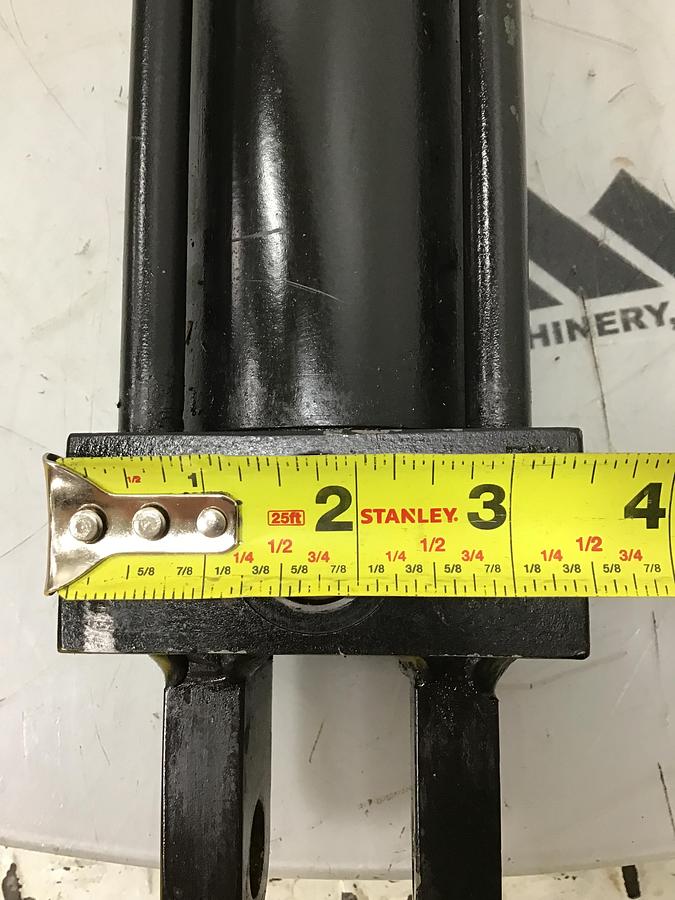 HINERY,
1/2 1 2 3 4
25ft STANLEY.
1/4 1/2 3/4 1/4 1/2 3/4 1/4 1/2 3/4
5/8 7/8 1/8 3/8 5/8 7/8 1/8 3/8 5/8 7/8 1/8 3/8 5/8 7/8